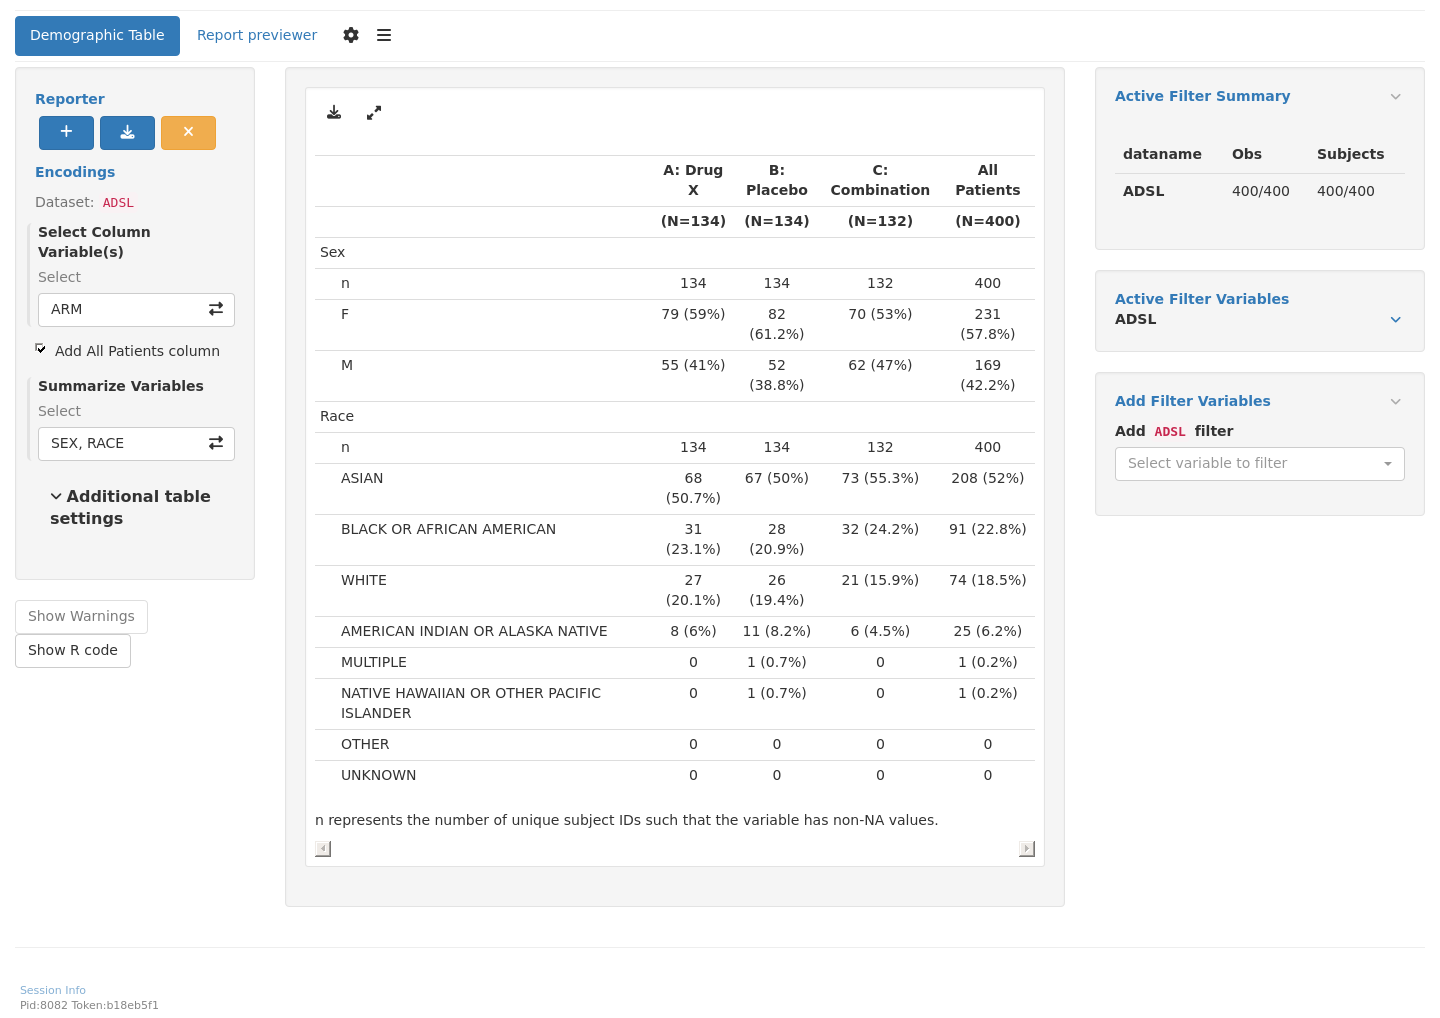 Demographic Table Report previewer
Reporter
Encodings
Dataset: ADSL
Select Column
Variable(s)
Select
ARM
Add All Patients column
Summarize Variables
Select
SEX, RACE
Additional table
settings
Show Warnings
Show R code
A: Drug X B: Placebo C: Combination All Patients
(N=134) (N=134) (N=132) (N=400)
Sex
n 134 134 132 400
F 79 (59%) 82 (61.2%) 70 (53%) 231 (57.8%)
M 55 (41%) 52 (38.8%) 62 (47%) 169 (42.2%)
Race
n 134 134 132 400
ASIAN 68 (50.7%) 67 (50%) 73 (55.3%) 208 (52%)
BLACK OR AFRICAN AMERICAN 31 (23.1%) 28 (20.9%) 32 (24.2%) 91 (22.8%)
WHITE 27 (20.1%) 26 (19.4%) 21 (15.9%) 74 (18.5%)
AMERICAN INDIAN OR ALASKA NATIVE 8 (6%) 11 (8.2%) 6 (4.5%) 25 (6.2%)
MULTIPLE 0 1 (0.7%) 0 1 (0.2%)
NATIVE HAWAIIAN OR OTHER PACIFIC ISLANDER 0 1 (0.7%) 0 1 (0.2%)
OTHER 0 0 0 0
UNKNOWN 0 0 0 0
n represents the number of unique subject IDs such that the variable has non-NA values.
Active Filter Summary
dataname Obs Subjects
ADSL 400/400 400/400
Active Filter Variables
ADSL
Add Filter Variables
Add ADSL filter
Select variable to filter
Session Info
Pid:8082 Token:b18eb5f1